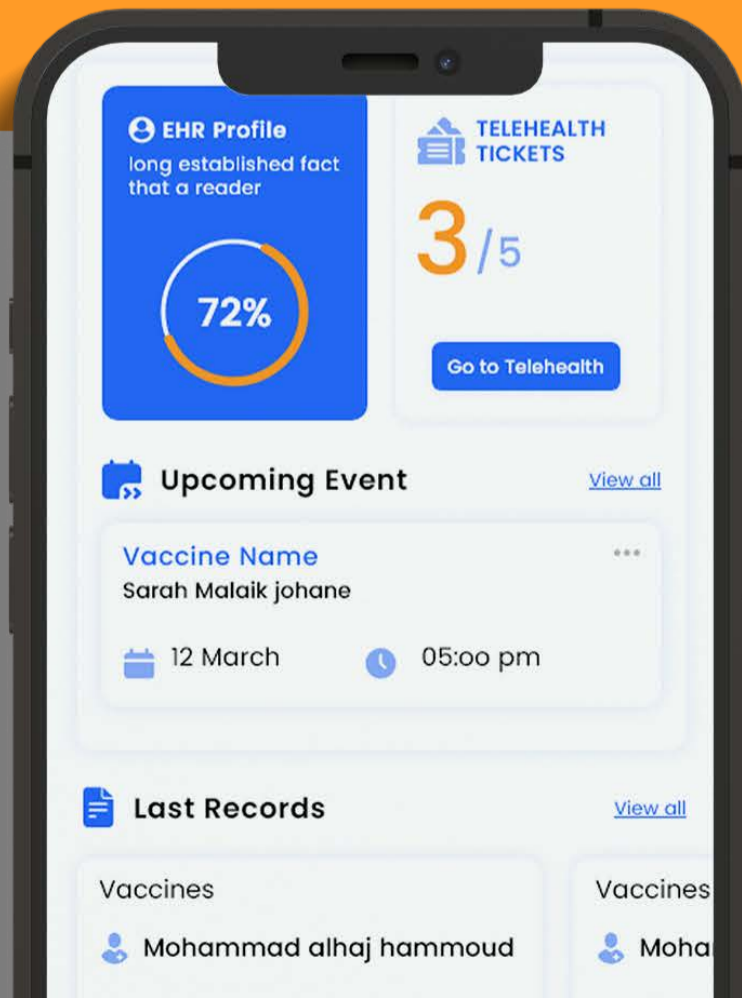 EHR Profile
long established fact
that a reader
72%
TELEHEALTH
TICKETS
3/5
Go to Telehealth
Upcoming Event
View all
Vaccine Name
Sarah Malaik johane
12 March
05:oo pm
Last Records
View all
Vaccines
Mohammad alhaj hammoud
Vaccines